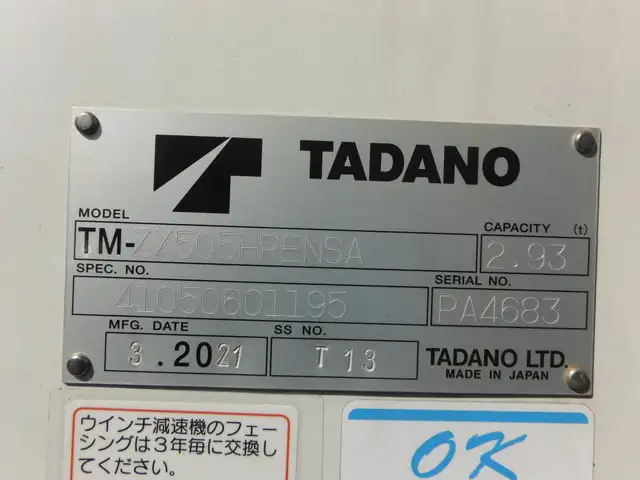 TADANO
MODEL
TM-ZX505HRENSA
CAPACITY (t)
2.93
SPEC. NO.
41050601195
SERIAL NO.
PA4683
MFG. DATE
3.2021
SS NO.
T13
TADANO LTD.
MADE IN JAPAN
ウインチ減速機のフェー
シングは3年毎に交換し
てください。
OK